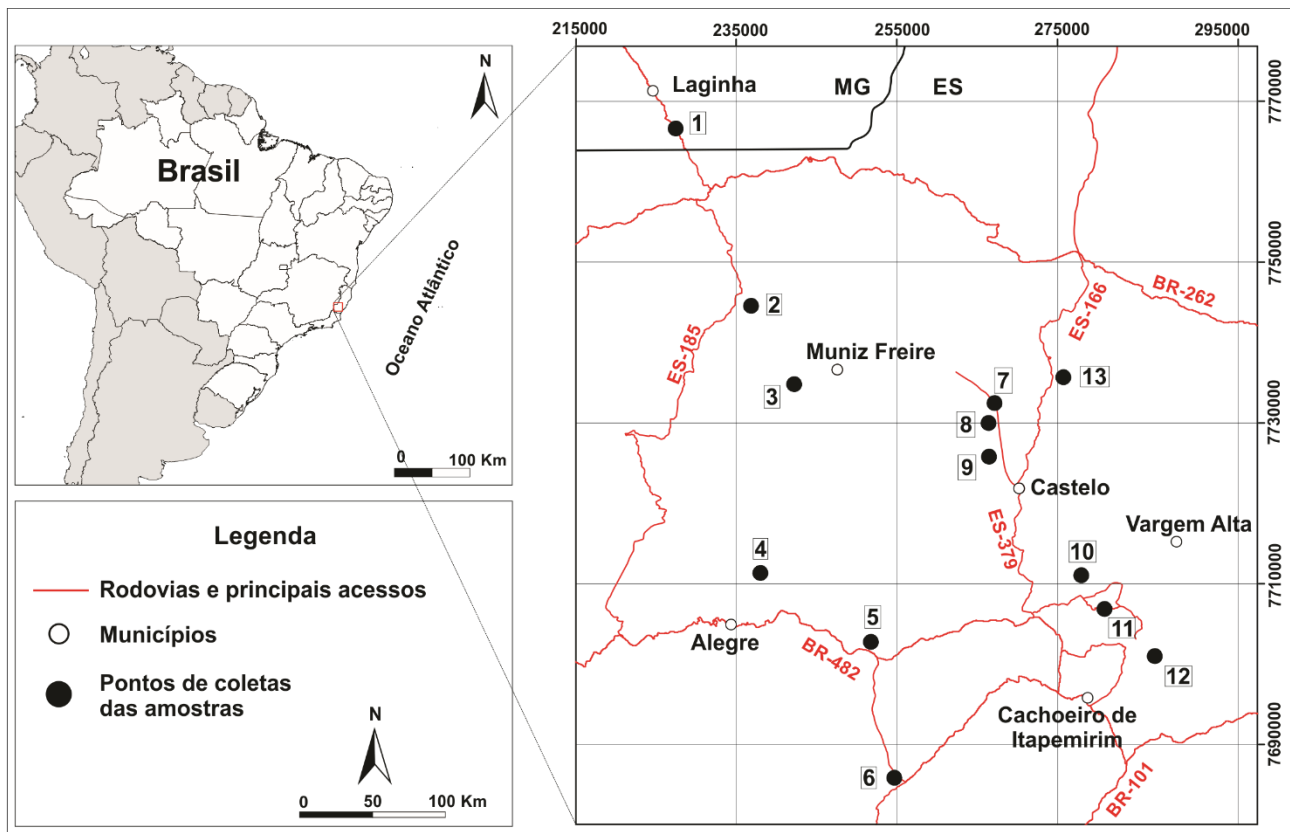 Brasil
N
Oceano Atlântico
0 100 Km
Legenda
Rodovias e principais acessos
Municípios
Pontos de coletas
das amostras
N
0 50 100 Km
215000 235000 255000 275000 295000
7770000
7750000
7730000
7710000
7690000
Laginha
MG ES
1
BR-262
ES-166
2
ES-185
Muniz Freire
3
7
13
8
9
Castelo
Vargem Alta
ES-379
10
4
11
5
Alegre
BR-482
12
Cachoeiro de
Itapemirim
6
BR-101